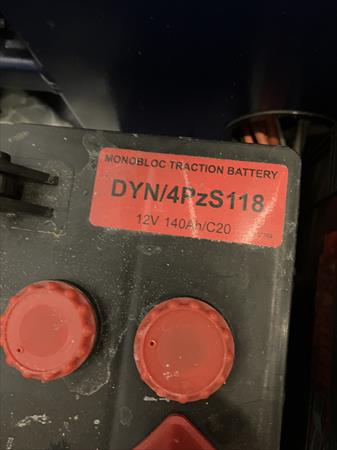 MONOBLOC TRACTION BATTERY
DYN/4PzS118
12V 140Ah/C20